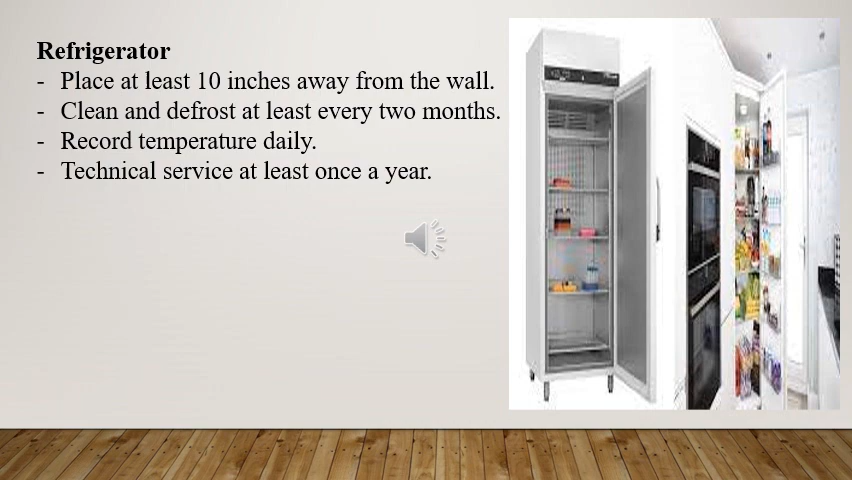 Refrigerator
- Place at least 10 inches away from the wall.
- Clean and defrost at least every two months.
- Record temperature daily.
- Technical service at least once a year.